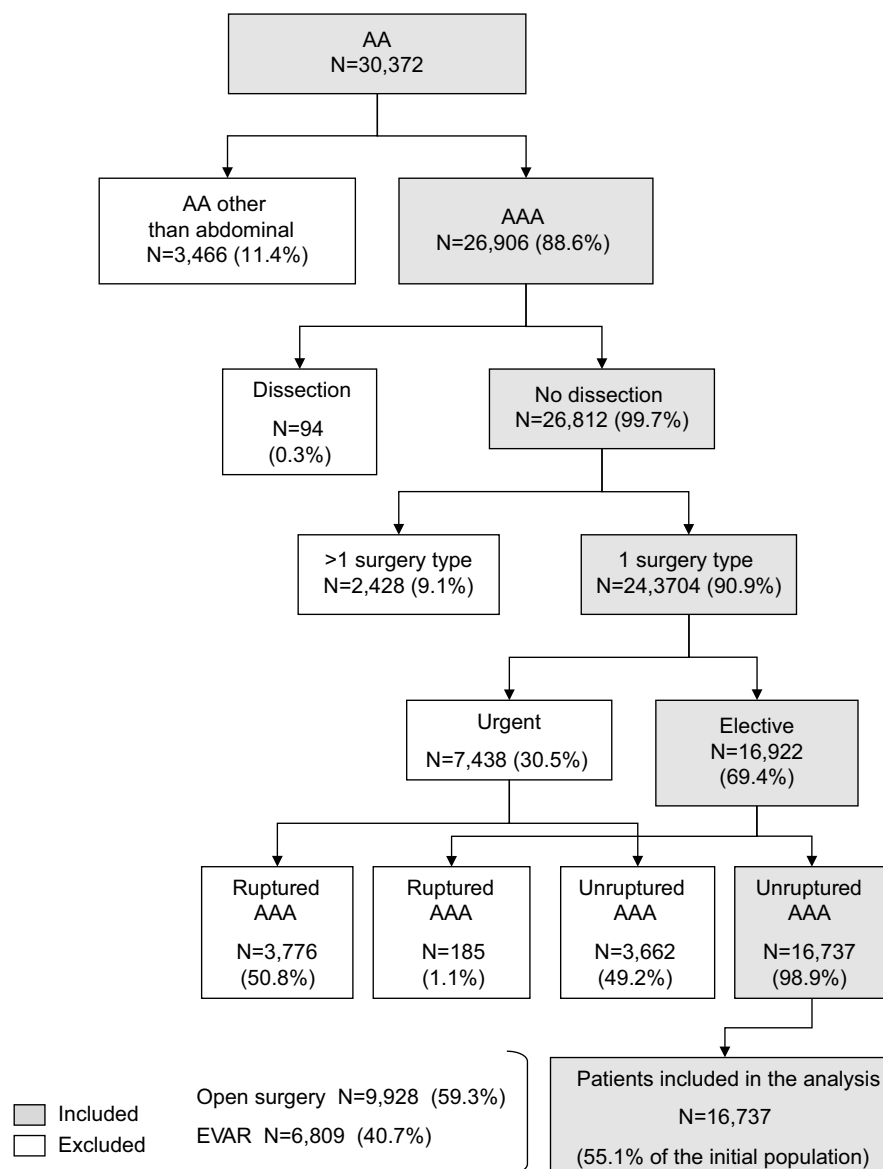 AA
N=30,372
AA other
than abdominal
N=3,466 (11.4%)
AAA
N=26,906 (88.6%)
Dissection
N=94
(0.3%)
No dissection
N=26,812 (99.7%)
>1 surgery type
N=2,428 (9.1%)
1 surgery type
N=24,3704 (90.9%)
Urgent
N=7,438 (30.5%)
Elective
N=16,922
(69.4%)
Ruptured
AAA
N=3,776
(50.8%)
Ruptured
AAA
N=185
(1.1%)
Unruptured
AAA
N=3,662
(49.2%)
Unruptured
AAA
N=16,737
(98.9%)
Included
Excluded
Open surgery N=9,928 (59.3%)
EVAR N=6,809 (40.7%)
Patients included in the analysis
N=16,737
(55.1% of the initial population)